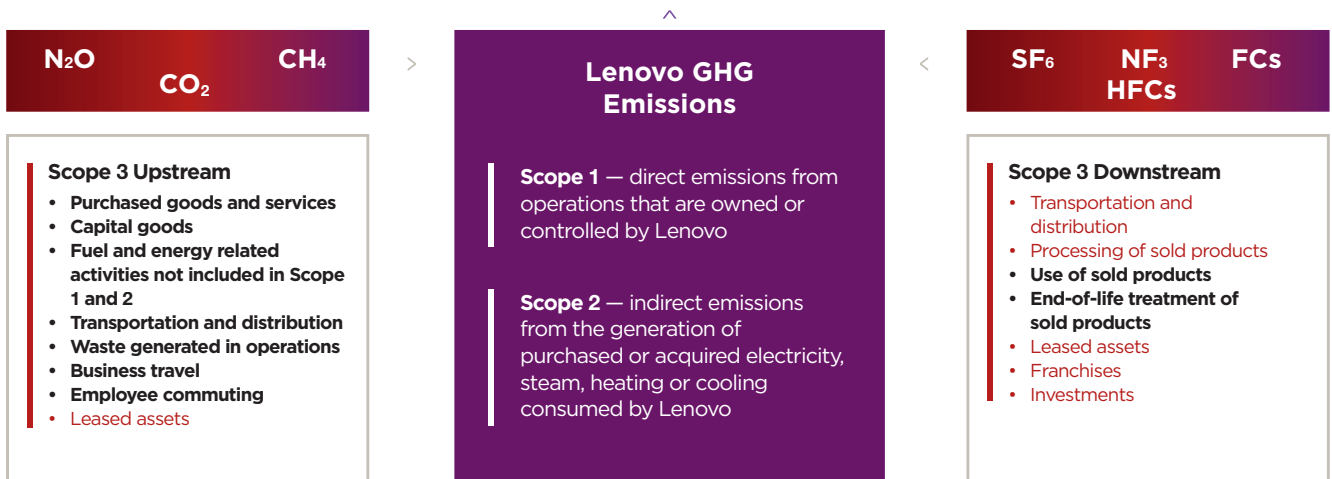 N₂O CH₄
CO₂
Scope 3 Upstream
• Purchased goods and services
• Capital goods
• Fuel and energy related
activities not included in Scope
1 and 2
• Transportation and distribution
• Waste generated in operations
• Business travel
• Employee commuting
• Leased assets
Lenovo GHG
Emissions
Scope 1 — direct emissions from
operations that are owned or
controlled by Lenovo
Scope 2 — indirect emissions
from the generation of
purchased or acquired electricity,
steam, heating or cooling
consumed by Lenovo
SF₆ NF₃ FCs
HFCs
Scope 3 Downstream
• Transportation and
distribution
• Processing of sold products
• Use of sold products
• End-of-life treatment of
sold products
• Leased assets
• Franchises
• Investments